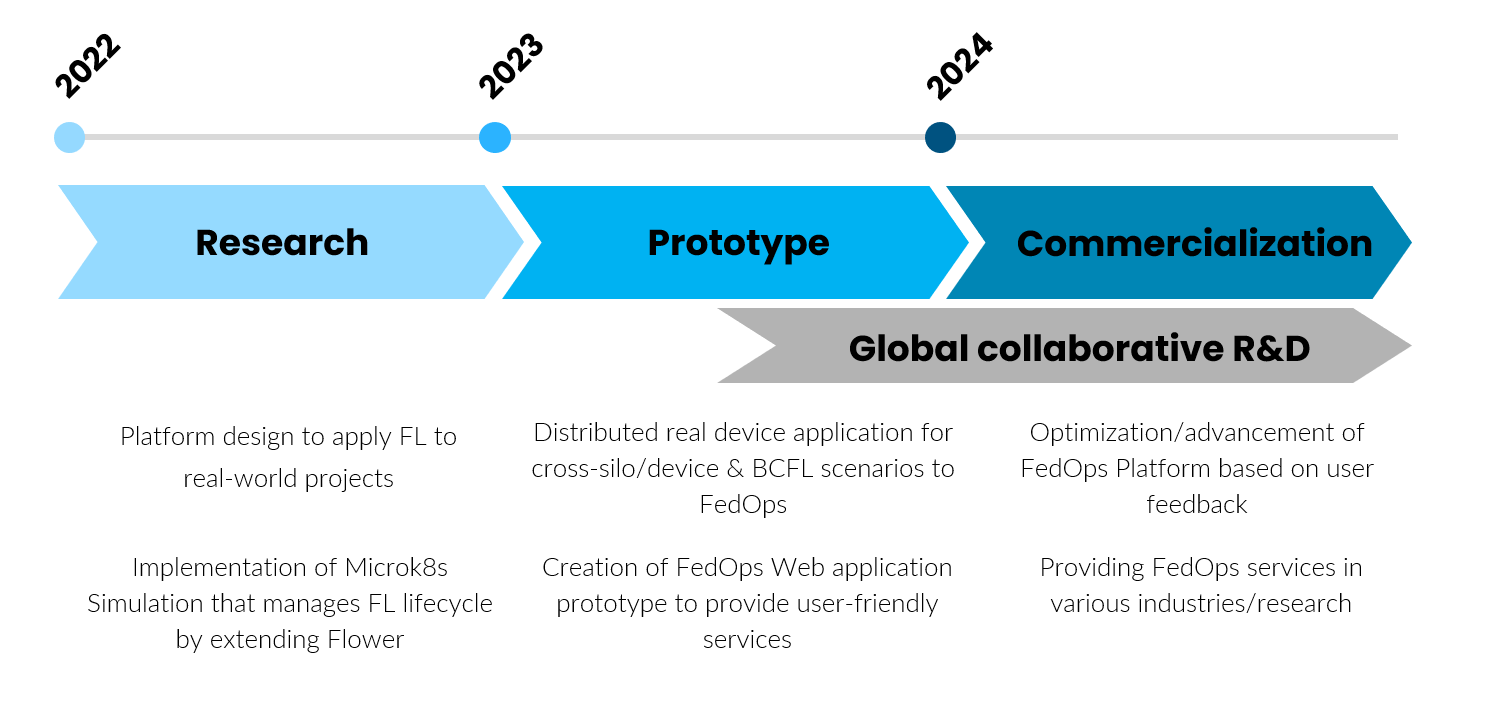 2022
2023
2024
Research
Prototype
Commercialization
Global collaborative R&D
Platform design to apply FL to
real-world projects
Implementation of Microk8s
Simulation that manages FL lifecycle
by extending Flower
Distributed real device application for
cross-silo/device & BCFL scenarios to
FedOps
Creation of FedOps Web application
prototype to provide user-friendly
services
Optimization/advancement of
FedOps Platform based on user
feedback
Providing FedOps services in
various industries/research